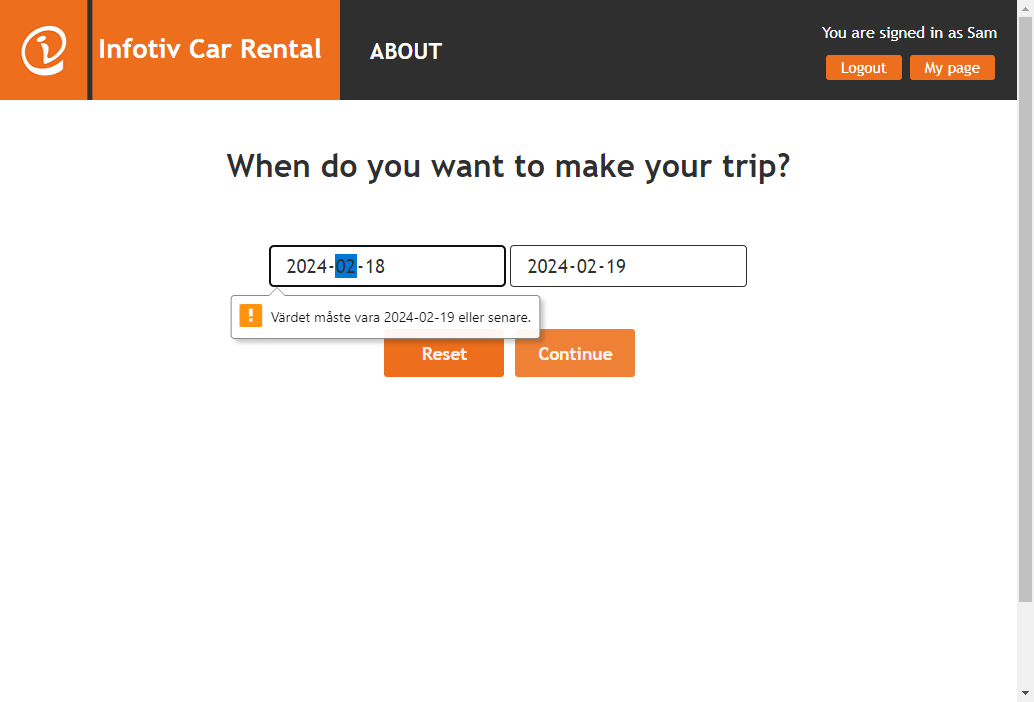 Infotiv Car Rental
ABOUT
You are signed in as Sam
Logout
My page
When do you want to make your trip?
2024-02-18
2024-02-19
Värdet måste vara 2024-02-19 eller senare.
Reset
Continue